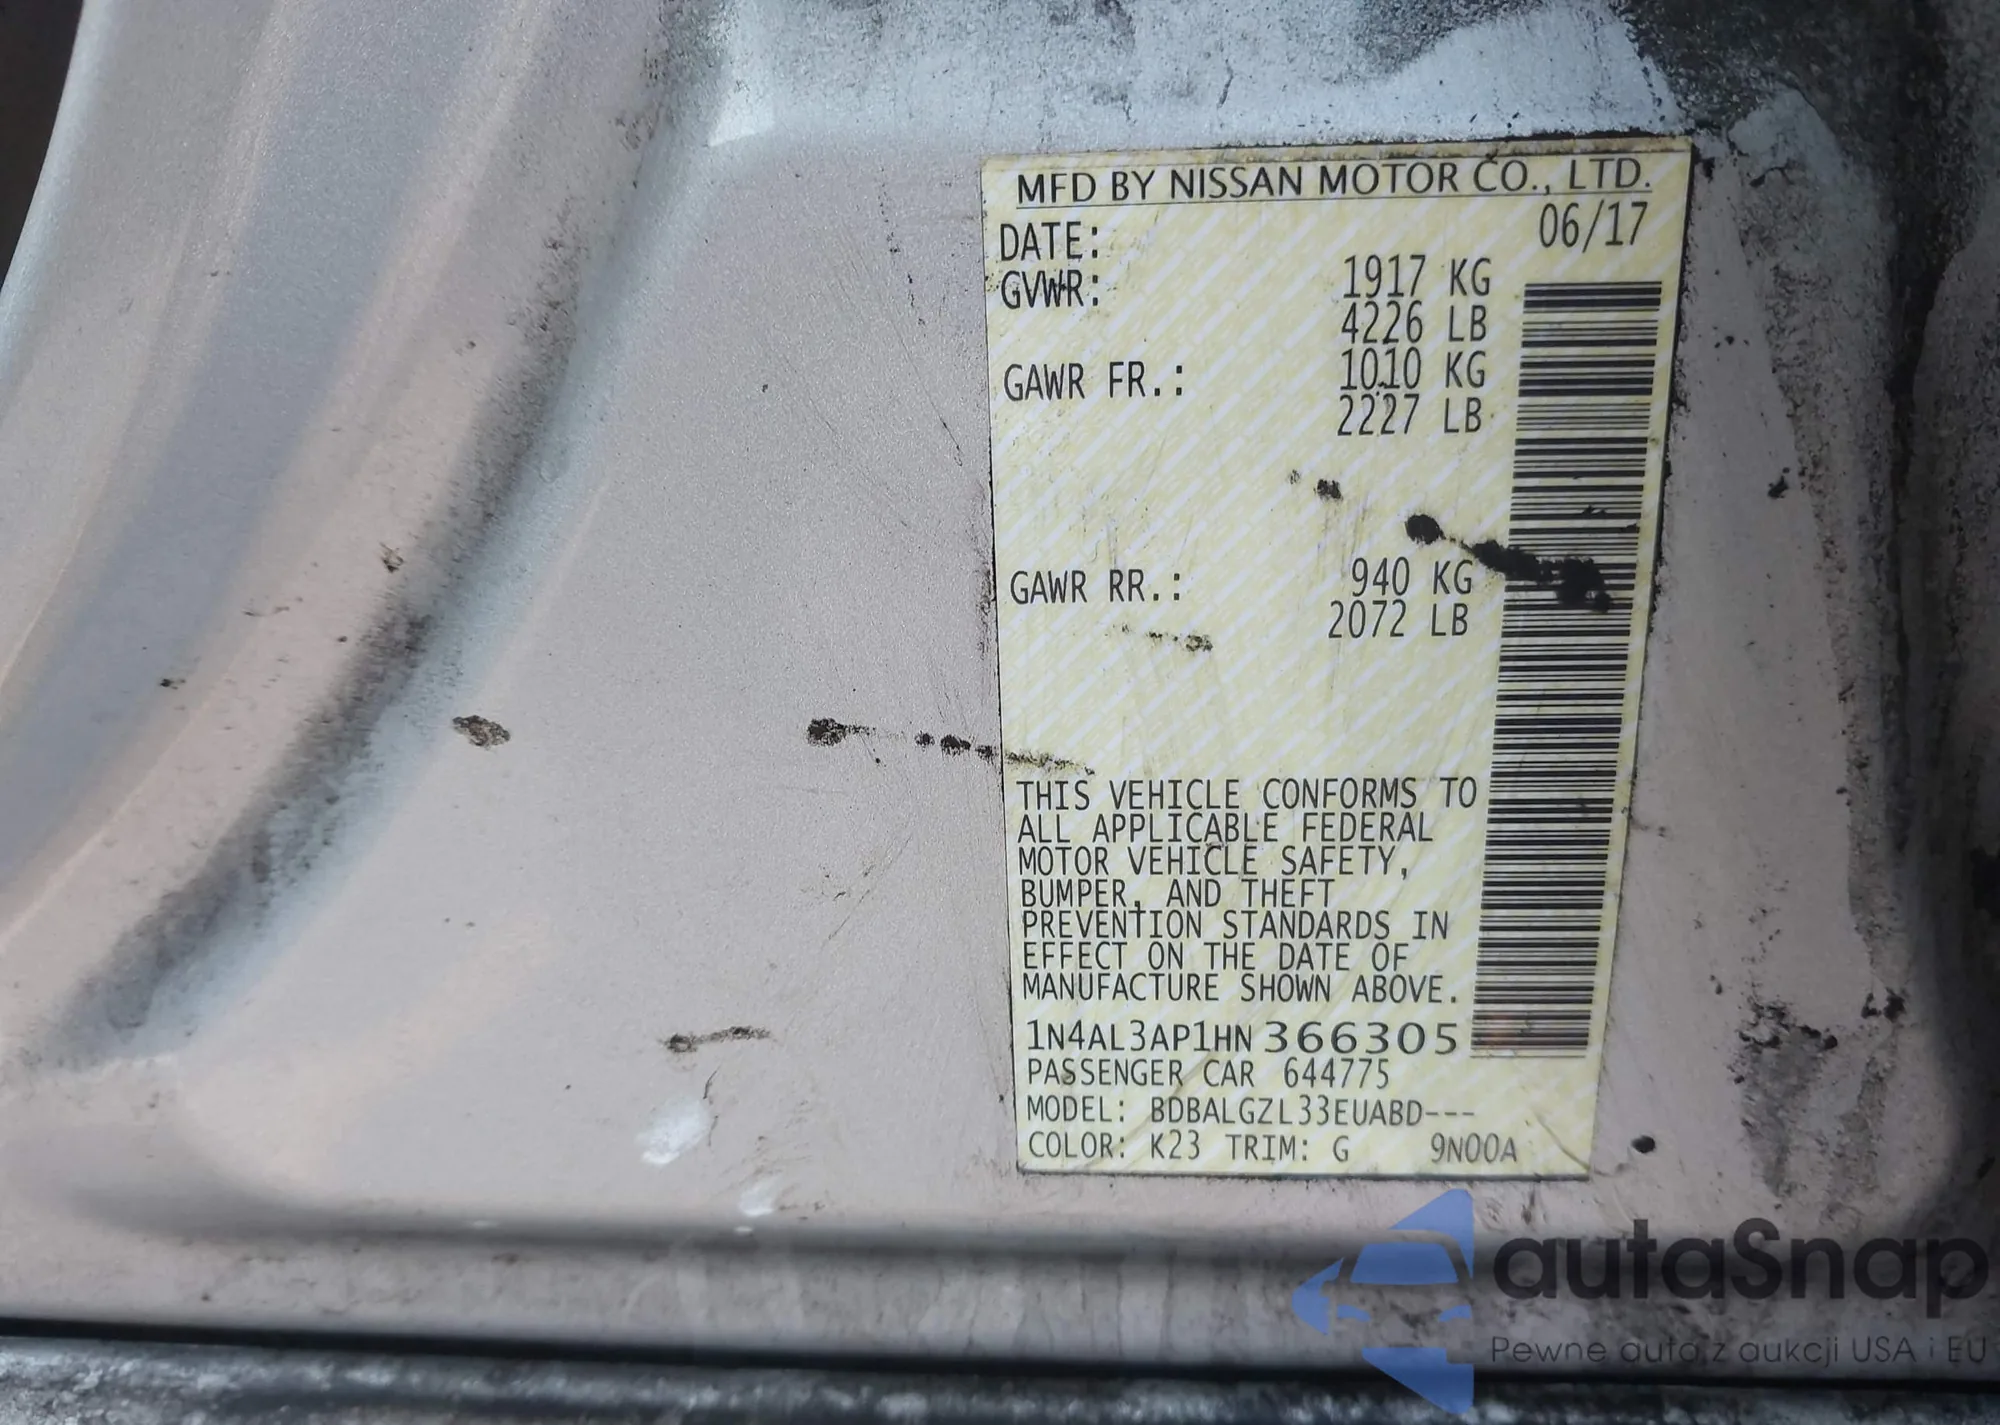 MFD BY NISSAN MOTOR CO., LTD.
DATE: 06/17
GVWR: 1917 KG
4226 LB
GAWR FR.: 1010 KG
2227 LB
GAWR RR.: 940 KG
2072 LB
THIS VEHICLE CONFORMS TO
ALL APPLICABLE FEDERAL
MOTOR VEHICLE SAFETY,
BUMPER, AND THEFT
PREVENTION STANDARDS IN
EFFECT ON THE DATE OF
MANUFACTURE SHOWN ABOVE.
1N4AL3AP1HN366305
PASSENGER CAR 644775
MODEL: BDBALGZL33EUABD---
COLOR: K23 TRIM: G 9N00A
autaSnap
Pewne auta z aukcji USA i EU